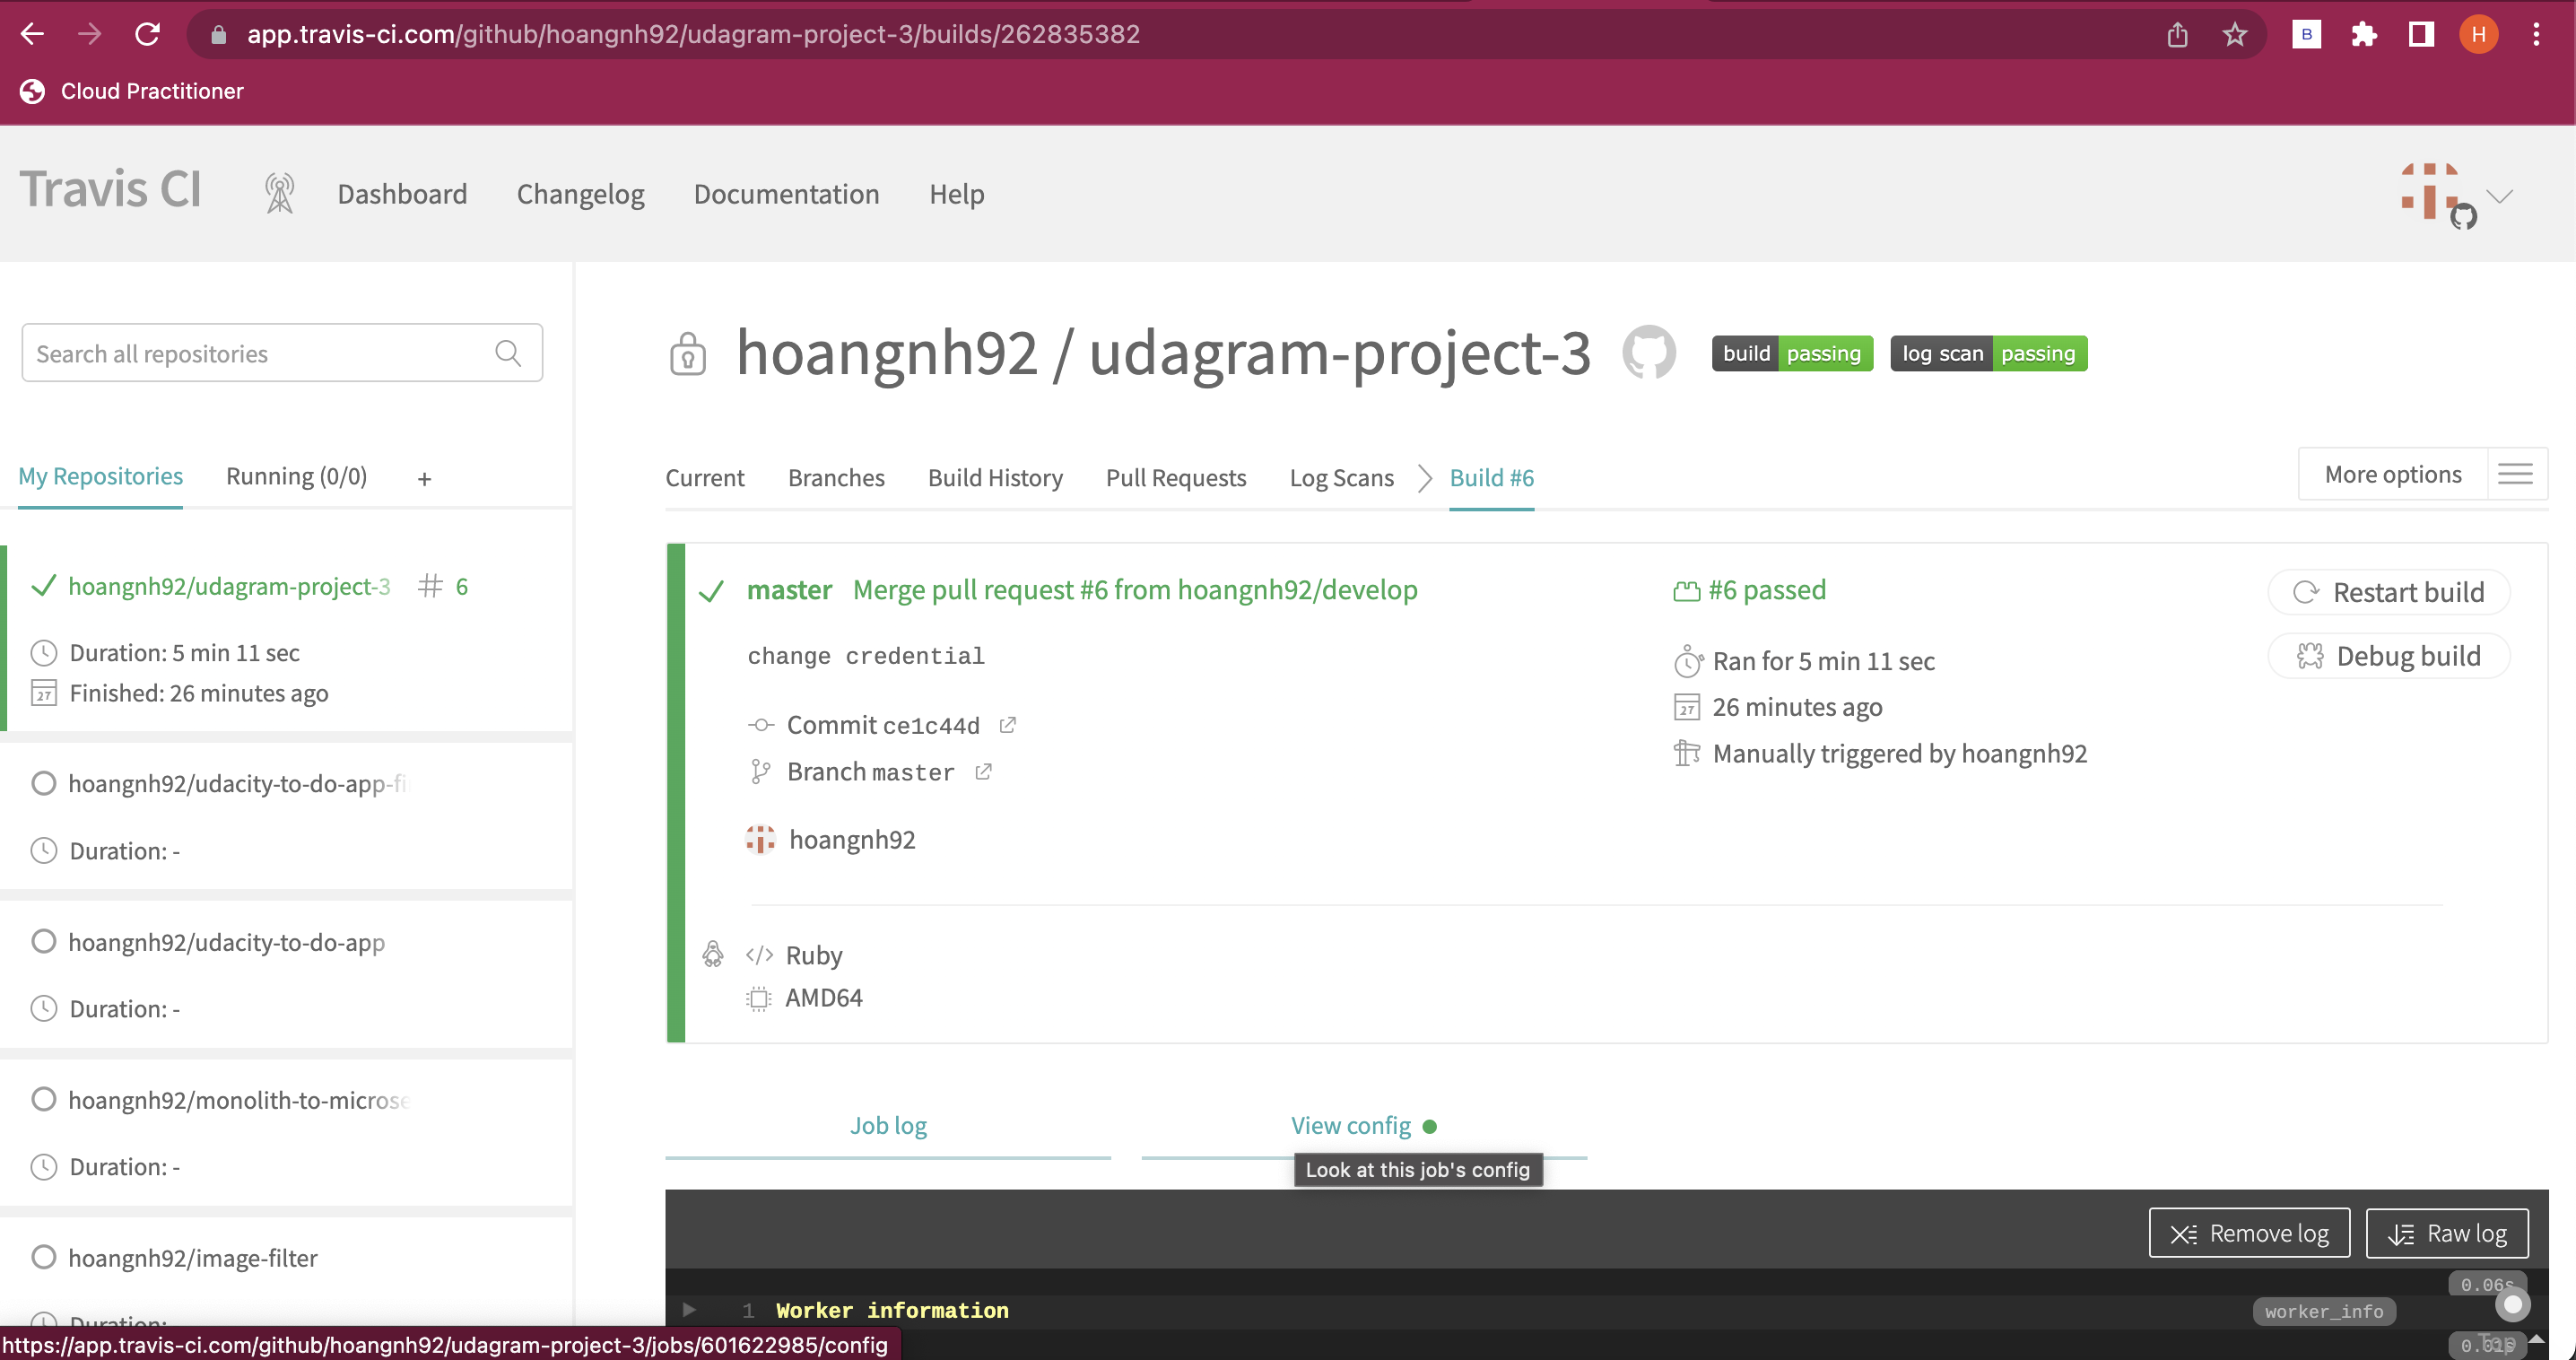 app.travis-ci.com/github/hoangnh92/udagram-project-3/builds/262835382
B
H
Cloud Practitioner
Travis CI
Dashboard
Changelog
Documentation
Help
Search all repositories
My Repositories
Running (0/0)
+
hoangnh92/udagram-project-3 # 6
Duration: 5 min 11 sec
27 Finished: 26 minutes ago
hoangnh92/udacity-to-do-app-fi
Duration: -
hoangnh92/udacity-to-do-app
Duration: -
hoangnh92/monolith-to-microse
Duration: -
hoangnh92/image-filter
Duration: -
hoangnh92 / udagram-project-3
build passing
log scan passing
Current
Branches
Build History
Pull Requests
Log Scans
Build #6
More options
master Merge pull request #6 from hoangnh92/develop
change credential
Commit ce1c44d
Branch master
hoangnh92
#6 passed
Ran for 5 min 11 sec
27 26 minutes ago
Manually triggered by hoangnh92
Restart build
Debug build
</> Ruby
AMD64
Job log
View config
Look at this job's config
Remove log
Raw log
0.06s
1 Worker information
worker_info
0.01s
Top
https://app.travis-ci.com/github/hoangnh92/udagram-project-3/jobs/601622985/config